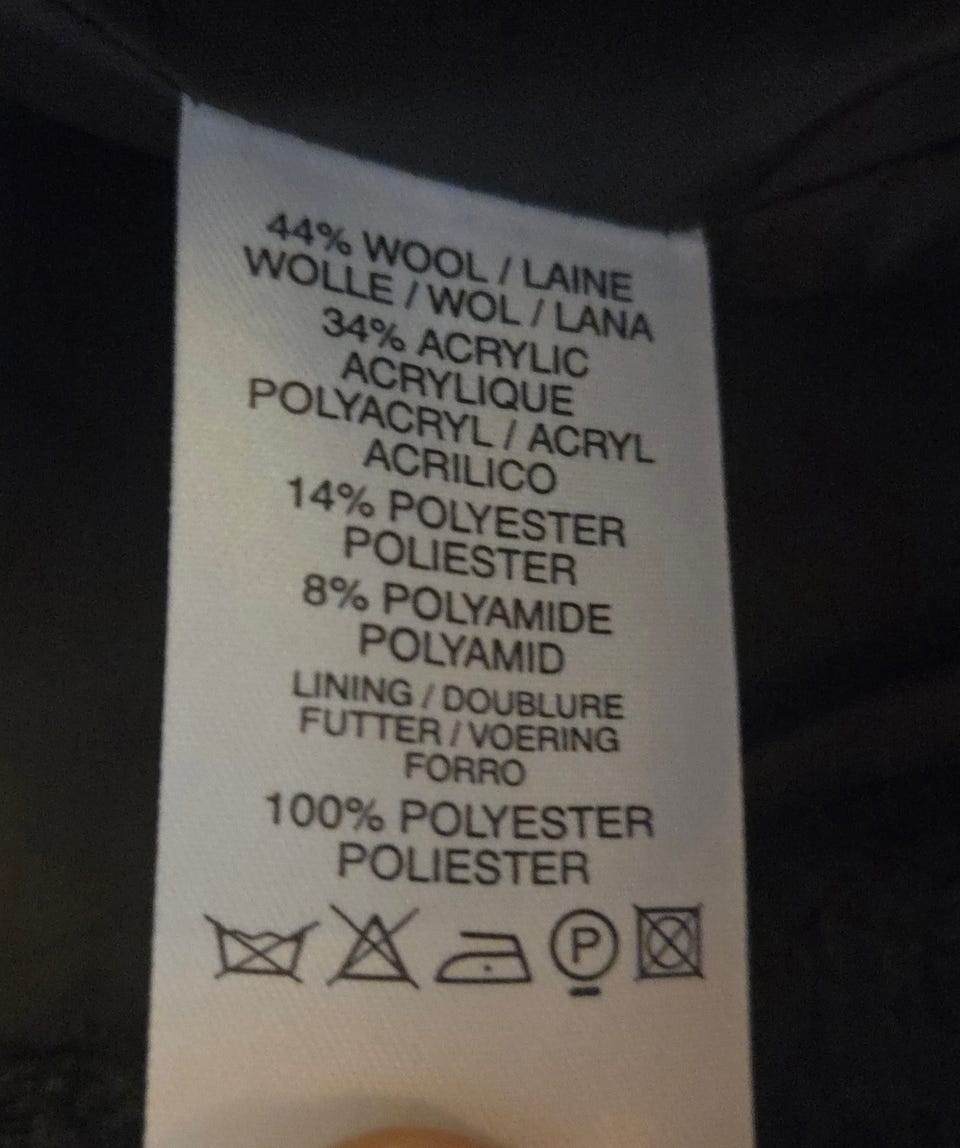 44% WOOL / LAINE
WOLLE / WOL / LANA
34% ACRYLIC
ACRYLIQUE
POLYACRYL / ACRYL
ACRILICO
14% POLYESTER
POLIESTER
8% POLYAMIDE
POLYAMID
LINING / DOUBLURE
FUTTER / VOERING
FORRO
100% POLYESTER
POLIESTER
P